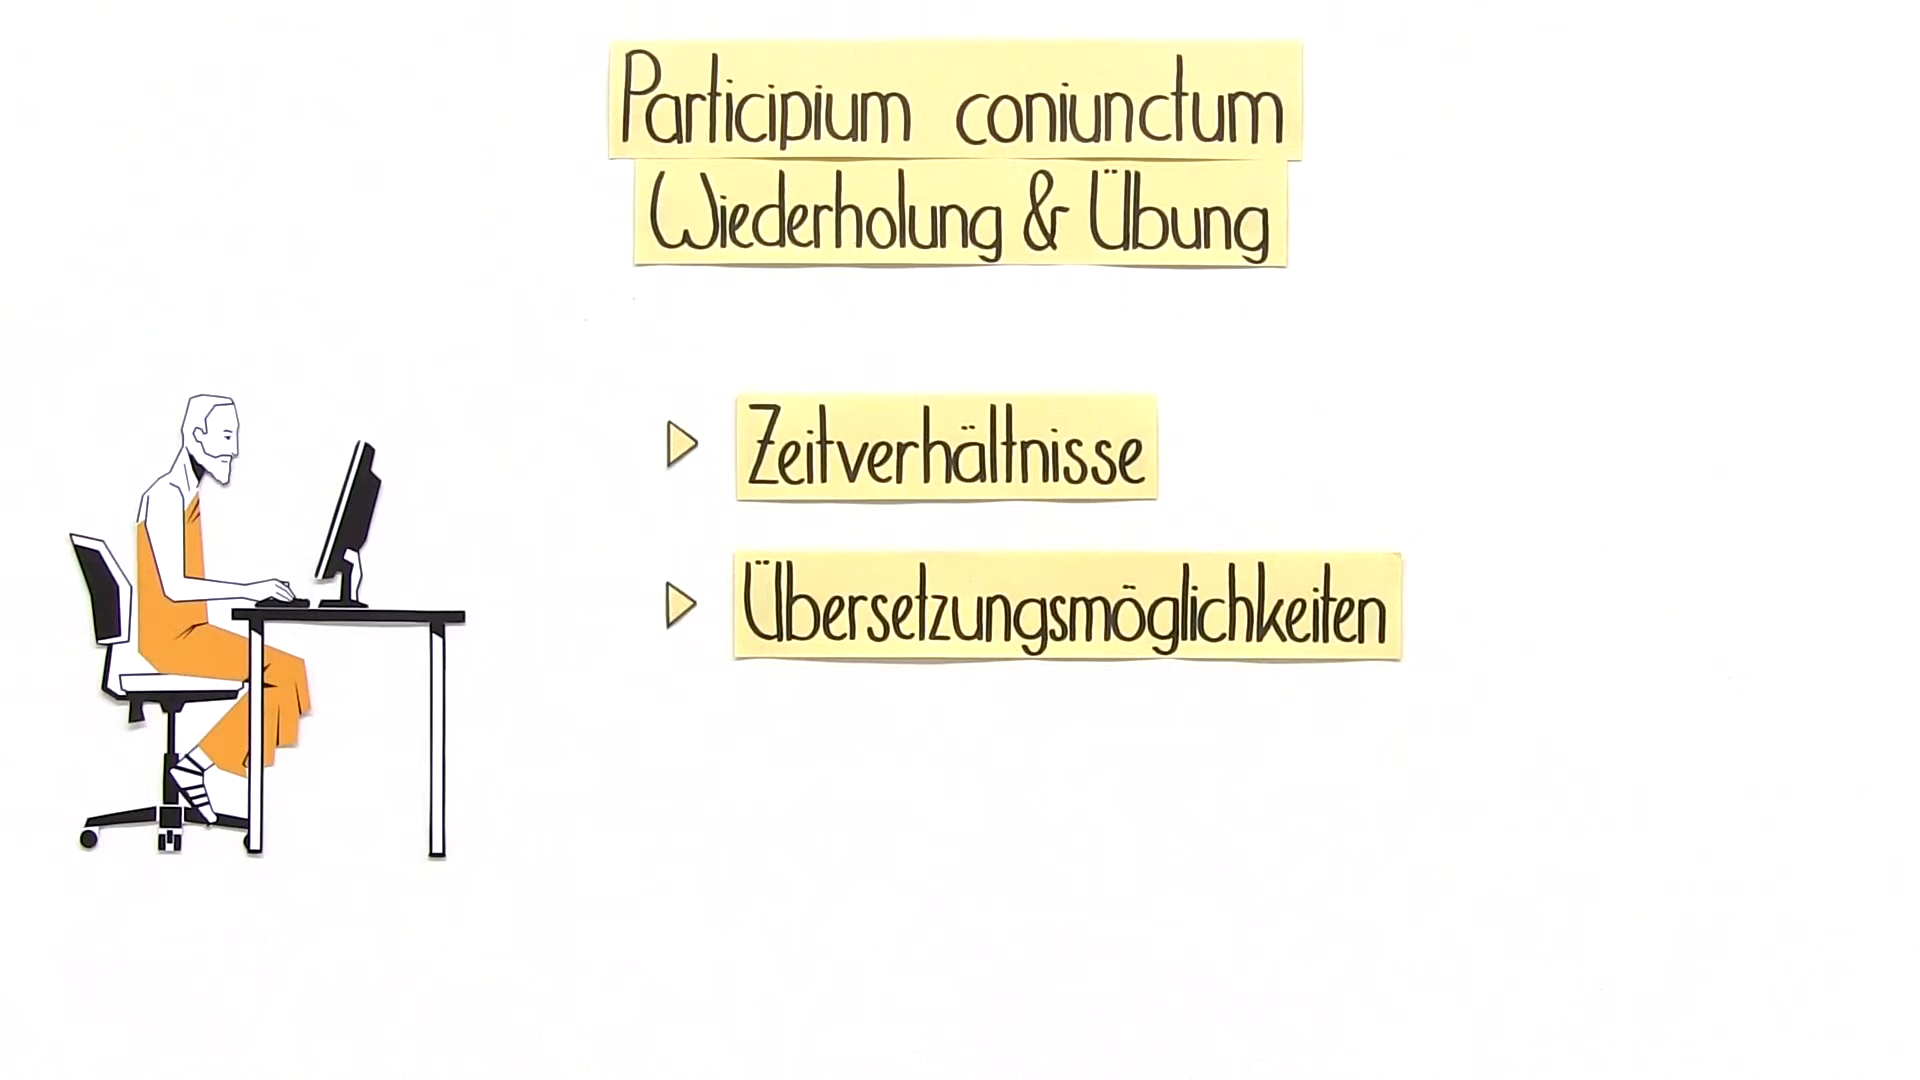 Participium coniunctum
Wiederholung & Übung
Zeitverhältnisse
Übersetzungsmöglichkeiten